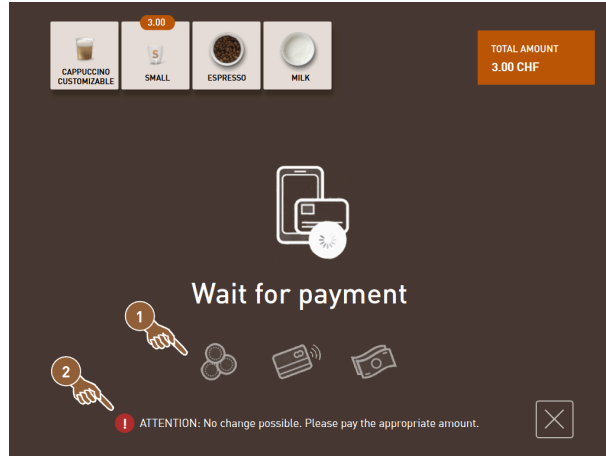 3.00
CAPPUCCINO
CUSTOMIZABLE
S
SMALL
ESPRESSO
MILK
TOTAL AMOUNT
3.00 CHF
Wait for payment
1
2
! ATTENTION: No change possible. Please pay the appropriate amount.